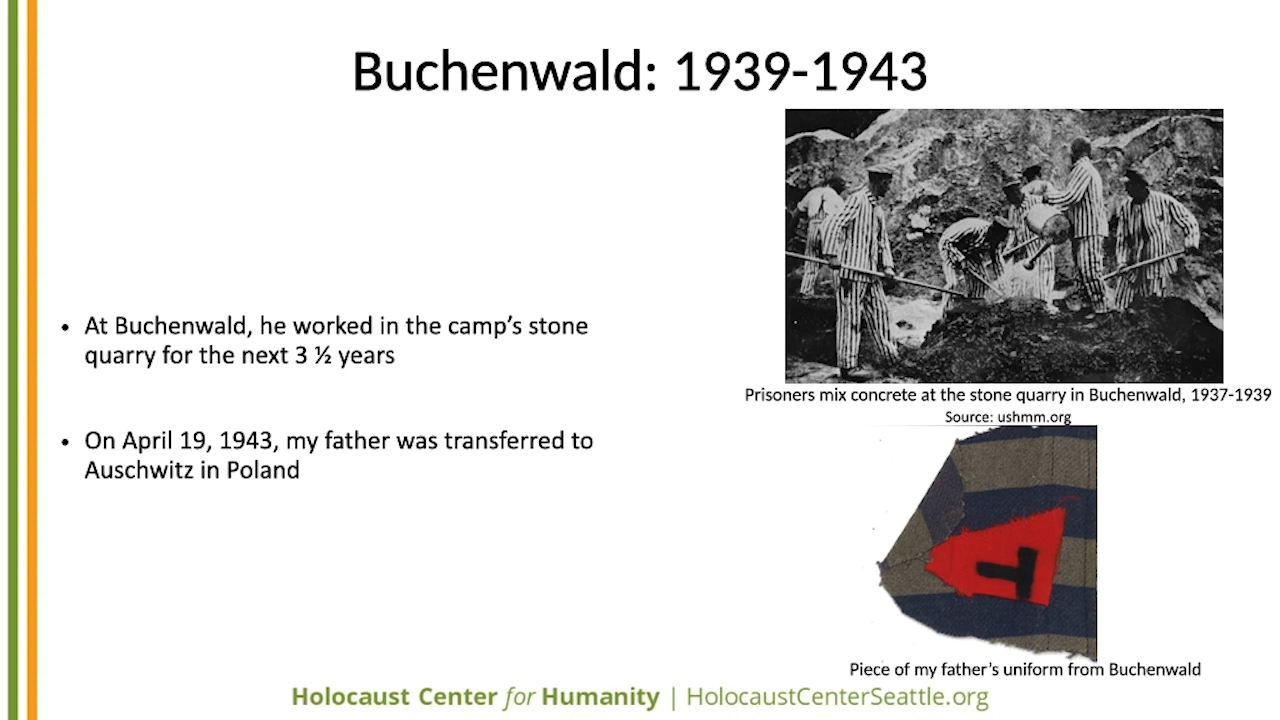 Buchenwald: 1939-1943
• At Buchenwald, he worked in the camp’s stone
quarry for the next 3 ½ years
• On April 19, 1943, my father was transferred to
Auschwitz in Poland
Prisoners mix concrete at the stone quarry in Buchenwald, 1937-1939
Source: ushmm.org
T
Piece of my father’s uniform from Buchenwald
Holocaust Center for Humanity | HolocaustCenterSeattle.org